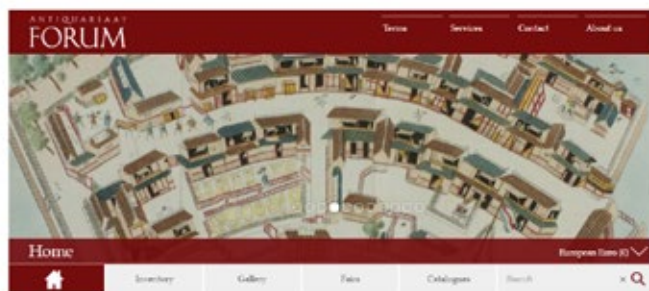 ANTIQUARIAAT
FORUM
Terms Services Contact About us
Home
European Euro (€)
Inventory Gallery Fairs Catalogues Search ×